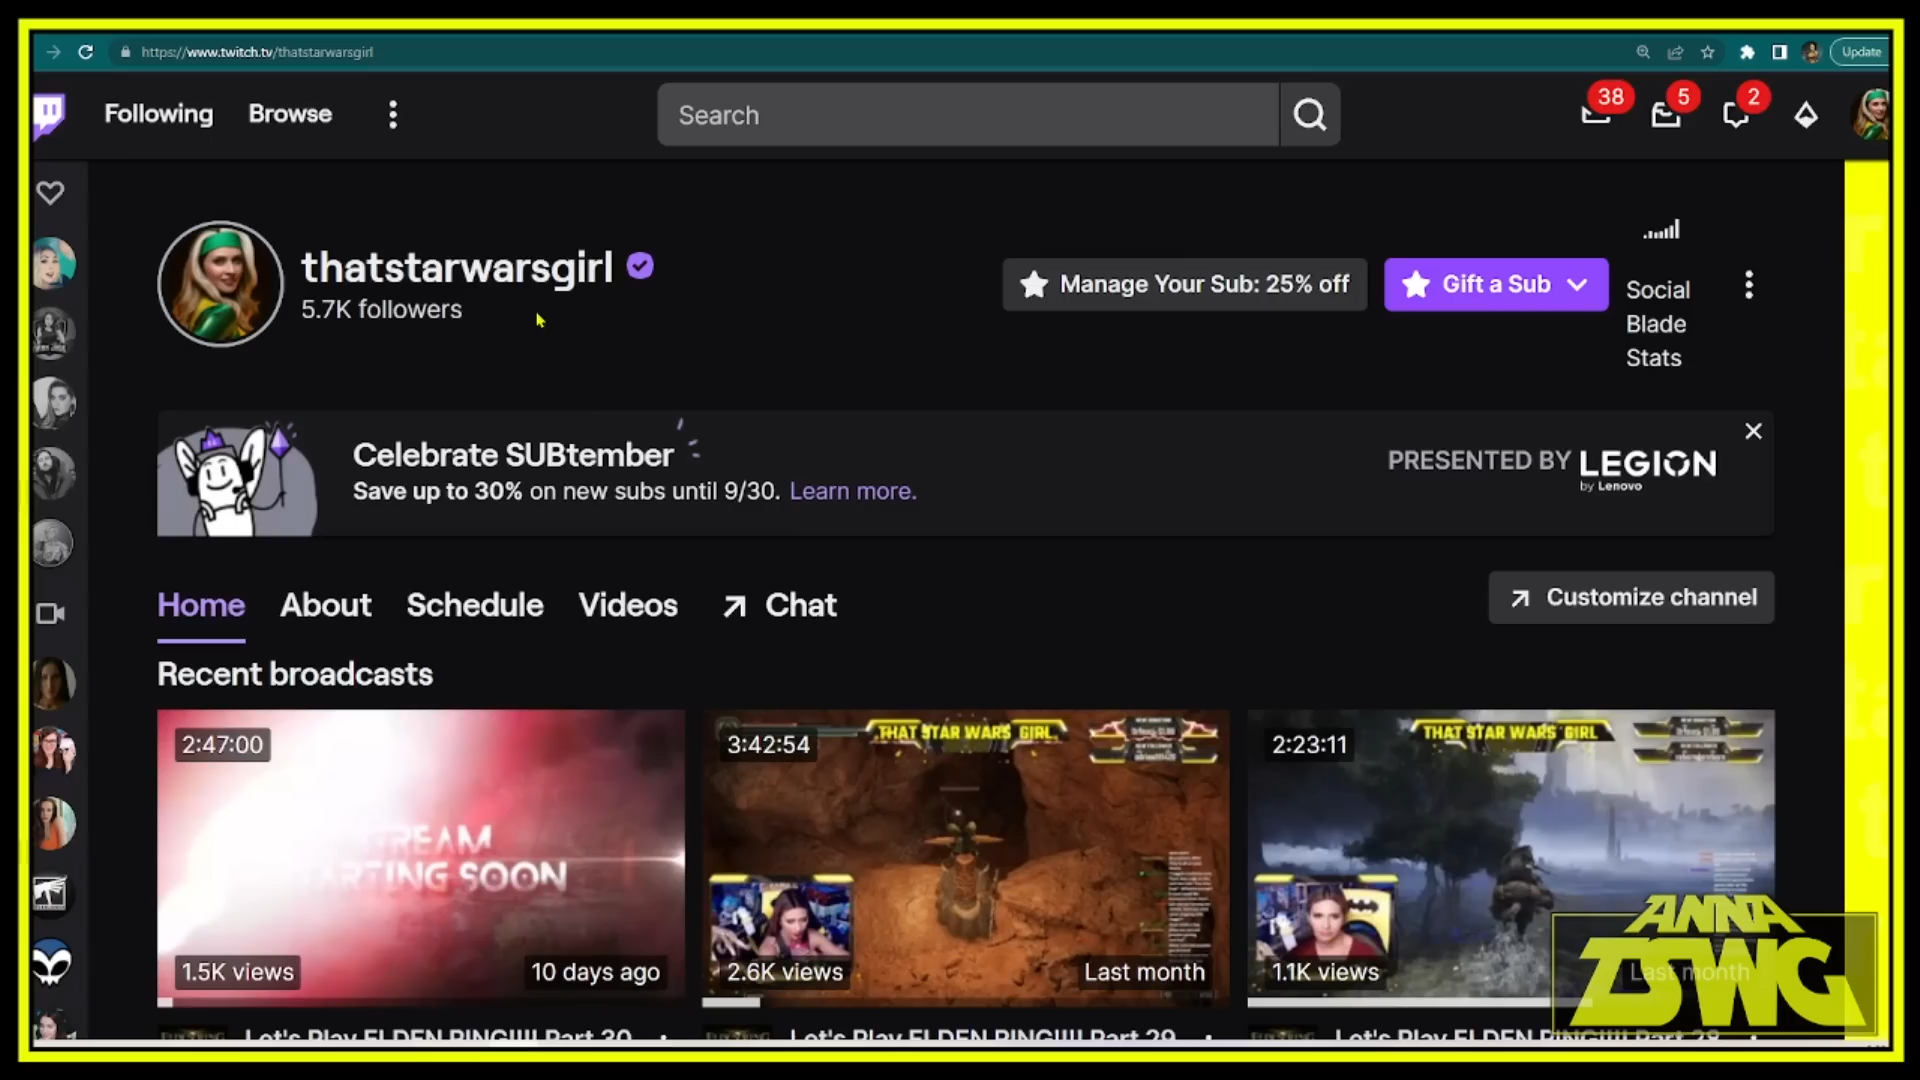 https://www.twitch.tv/thatstarwarsgirl
Update
Following
Browse
Search
38
5
2
thatstarwarsgirl
5.7K followers
Manage Your Sub: 25% off
Gift a Sub
Social
Blade
Stats
Celebrate SUBtember
Save up to 30% on new subs until 9/30. Learn more.
PRESENTED BY LEGION
by Lenovo
Home
About
Schedule
Videos
Chat
Customize channel
Recent broadcasts
2:47:00
STREAM
STARTING SOON
1.5K views
10 days ago
3:42:54
THAT STAR WARS GIRL
2.6K views
Last month
2:23:11
THAT STAR WARS GIRL
1.1K views
Last month
ANNA
TSWG
Let's Play ELDEN RING!!!! Part 30
Let's Play ELDEN RING!!!! Part 29
Let's Play ELDEN RING!!!! Part 28